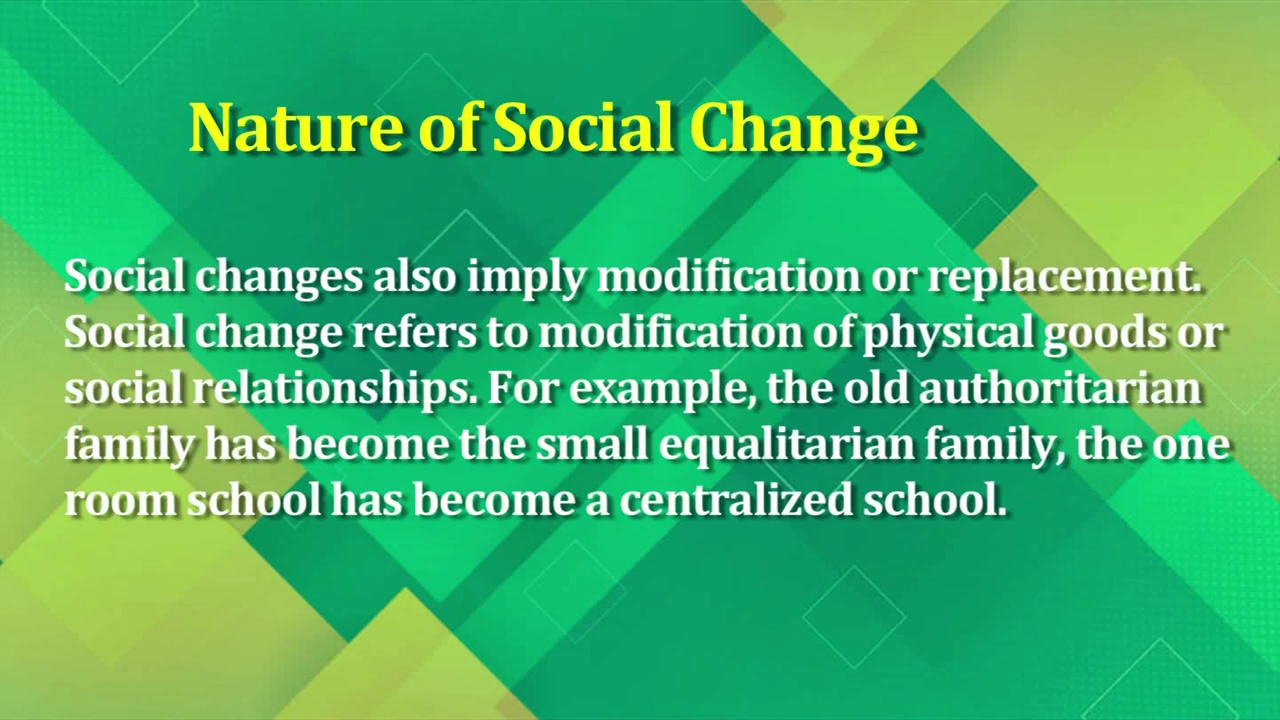 Nature of Social Change
Social changes also imply modification or replacement.
Social change refers to modification of physical goods or
social relationships. For example, the old authoritarian
family has become the small equalitarian family, the one
room school has become a centralized school.